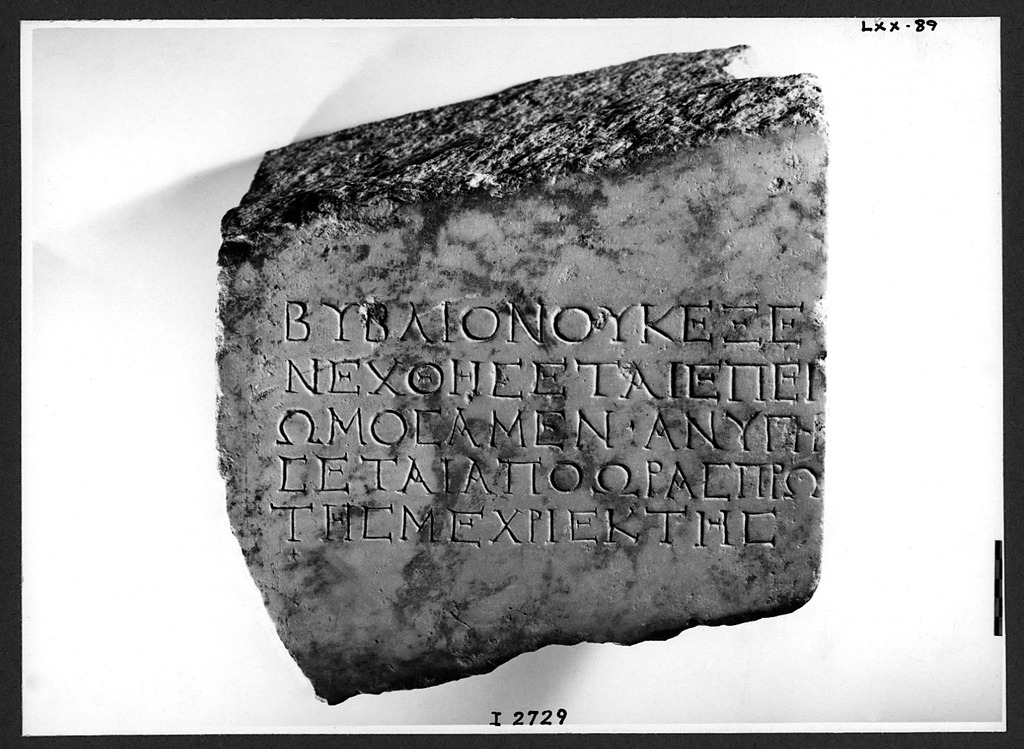 LXX-89
ΒΥΒΛΙΟΝΟΥΚΕΞΕ
ΝΕΧΘΗΣΕΤΑΙΕΠΕΙ
ΩΜΟΣΑΜΕΝ·ΑΝΥΓΗ
ΣΕΤΑΙΑΠΟΩΡΑΣΠΡΩ
ΤΗΣΜΕΧΡΙΕΚΤΗΣ
I 2729